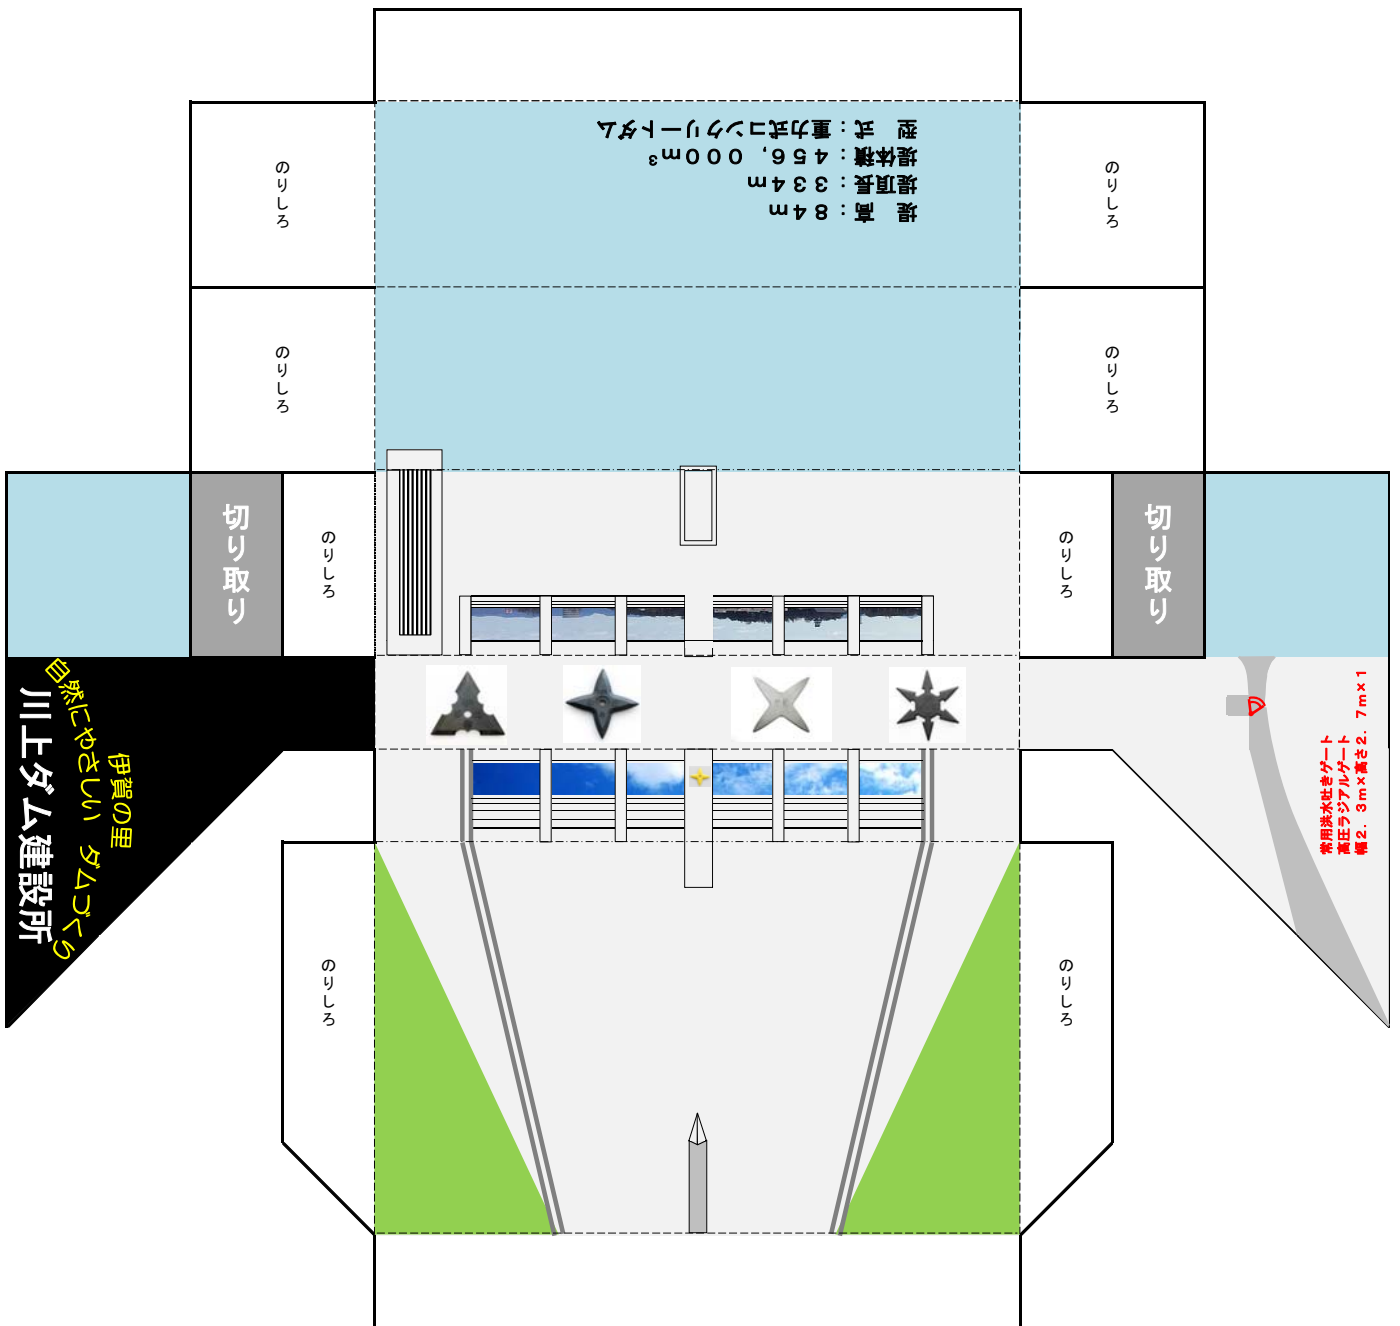 堤　高：８４ｍ
堤頂長：３３４ｍ
堤体積：４５６，０００ｍ³
型　式：重力式コンクリートダム
のりしろ
のりしろ
のりしろ
のりしろ
切り取り
のりしろ
のりしろ
切り取り
自然にやさしい　ダムづくり
伊賀の里
川上ダム建設所
常用洪水吐きゲート
高圧ラジアルゲート
幅２．３ｍ×高さ２．７ｍ×１
のりしろ
のりしろ